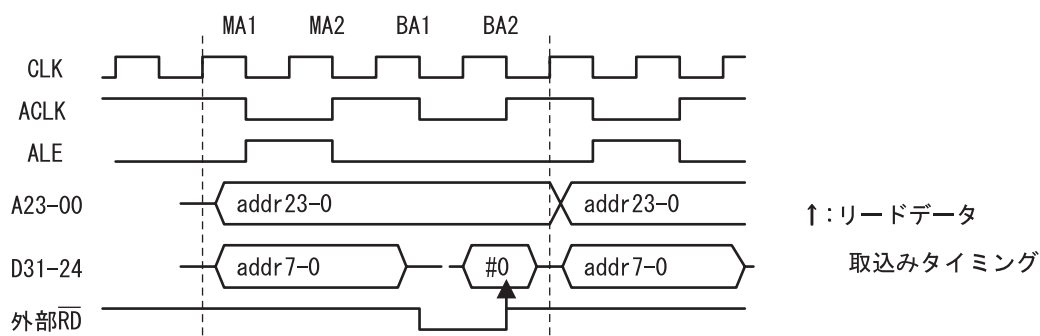 MA1 MA2 BA1 BA2
CLK
ACLK
ALE
A23-00 addr23-0 addr23-0
D31-24 addr7-0 #0 addr7-0
外部RD
↑:リードデータ
取込みタイミング